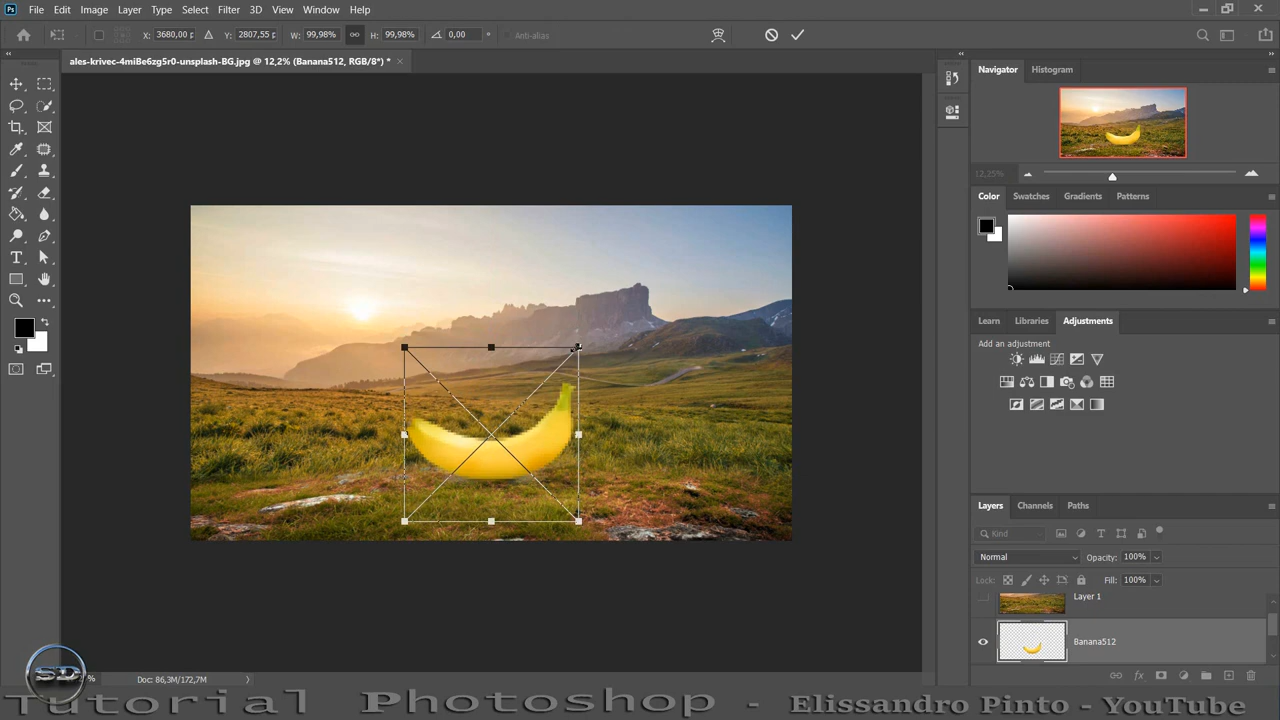 Ps File Edit Image Layer Type Select Filter 3D View Window Help
X: 3680,00 p Y: 2807,55 p W: 99,98% H: 99,98% 0,00 ° Anti-alias
ales-krivec-4miBe6zg5r0-unsplash-BG.jpg @ 12,2% (Banana512, RGB/8*) * ×
Navigator Histogram
12,25%
Color Swatches Gradients Patterns
Learn Libraries Adjustments
Add an adjustment
Layers Channels Paths
Kind
Normal Opacity: 100%
Lock: Fill: 100%
Layer 1
Banana512
SD % Doc: 86,3M/172,7M
Tutorial Photoshop - Elissandro Pinto - YouTube